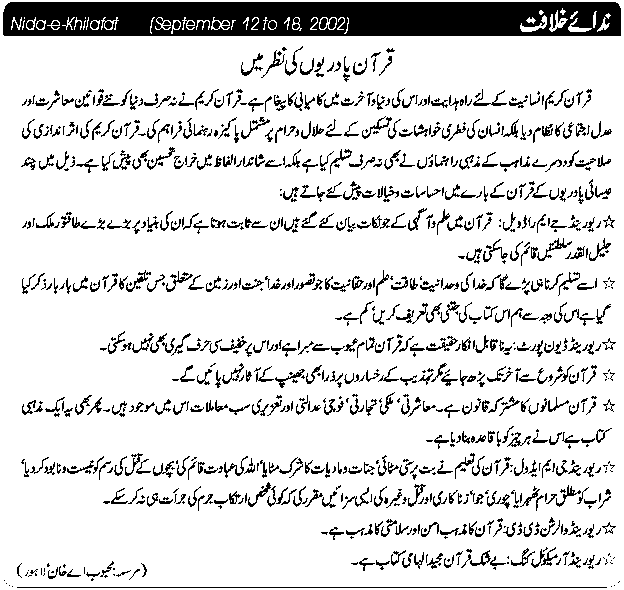 Nida-e-Khilafat (September 12 to 18, 2002) ندائے خلافت
قرآن پادریوں کی نظر میں
قرآن کریم انسانیت کے لئے راہ ہدایت اور اس کی دنیا و آخرت میں کامیابی کا پیغام ہے۔ قرآن کریم نے نہ صرف دنیا کو نئے قوانین معاشرت اور
عدل اجتماعی کا نظام دیا بلکہ انسان کی فطری خواہشات کی تسکین کے لئے حلال و حرام پر مشتمل پاکیزہ رہنمائی فراہم کی۔ قرآن کریم کی اثر اندازی کی
صلاحیت کو دوسرے مذاہب کے مذہبی راہنماؤں نے بھی نہ صرف تسلیم کیا ہے بلکہ اسے شاندار الفاظ میں خراج تحسین بھی پیش کیا ہے۔ ذیل میں چند
عیسائی پادریوں کے قرآن کے بارے میں احساسات و خیالات پیش کئے جاتے ہیں:
☆ ریورینڈ جے ایم راڈویل: قرآن میں علم و آگہی کے جو نکات بیان کئے گئے ہیں ان سے ثابت ہوتا ہے کہ ان کی بنیاد پر بڑے بڑے طاقتور ملک اور
جلیل القدر سلطنتیں قائم کی جا سکتی ہیں۔
☆ اسے تسلیم کرنا ہی پڑے گا کہ خدا کی وحدانیت‘ طاقت‘ علم اور حقانیت کا جو تصور اور خدا‘ جنت اور زمین کے متعلق جس تلقین کا قرآن میں بار بار ذکر کیا
گیا ہے اس کی وجہ سے ہم اس کتاب کی جتنی بھی تعریف کریں‘ کم ہے۔
☆ ریورینڈ ڈیون پورٹ: یہ ناقابل انکار حقیقت ہے کہ قرآن تمام عیوب سے مبرا ہے اور اس پر خفیف سی حرف گیری بھی نہیں ہو سکتی۔
☆ قرآن کو شروع سے آخر تک پڑھ جائیے مگر تہذیب کے رخساروں پر ذرا بھی جھینپ کے آثار نہیں پائیں گے۔
☆ قرآن مسلمانوں کا مشترکہ قانون ہے۔ معاشرتی‘ ملکی‘ تجارتی‘ فوجی‘ عدالتی اور تعزیری سب معاملات اس میں موجود ہیں۔ پھر بھی یہ ایک مذہبی
کتاب ہے اس نے ہر چیز کو باقاعدہ بنا دیا ہے۔
☆ ریورینڈ جی ایم ایڈول: قرآن کی تعلیم نے بت پرستی مٹائی‘ جنات و مادیات کا شرک مٹایا‘ اللہ کی عبادت قائم کی‘ بچوں کے قتل کی رسم کو نیست و نابود کر دیا‘
شراب کو مطلق حرام ٹھہرایا‘ چوری‘ جوا‘ زنا کاری اور قتل وغیرہ کی ایسی سزائیں مقرر کی کہ کوئی شخص ارتکاب جرم کی جرأت ہی نہ کر سکے۔
☆ ریورینڈ والرشن ڈی ڈی: قرآن کا مذہب امن اور سلامتی کا مذہب ہے۔
☆ ریورینڈ آر میکوئل کنگ: بے شک قرآن مجید الہامی کتاب ہے۔
(مرسلہ: محبوب اے خان‘ لاہور)